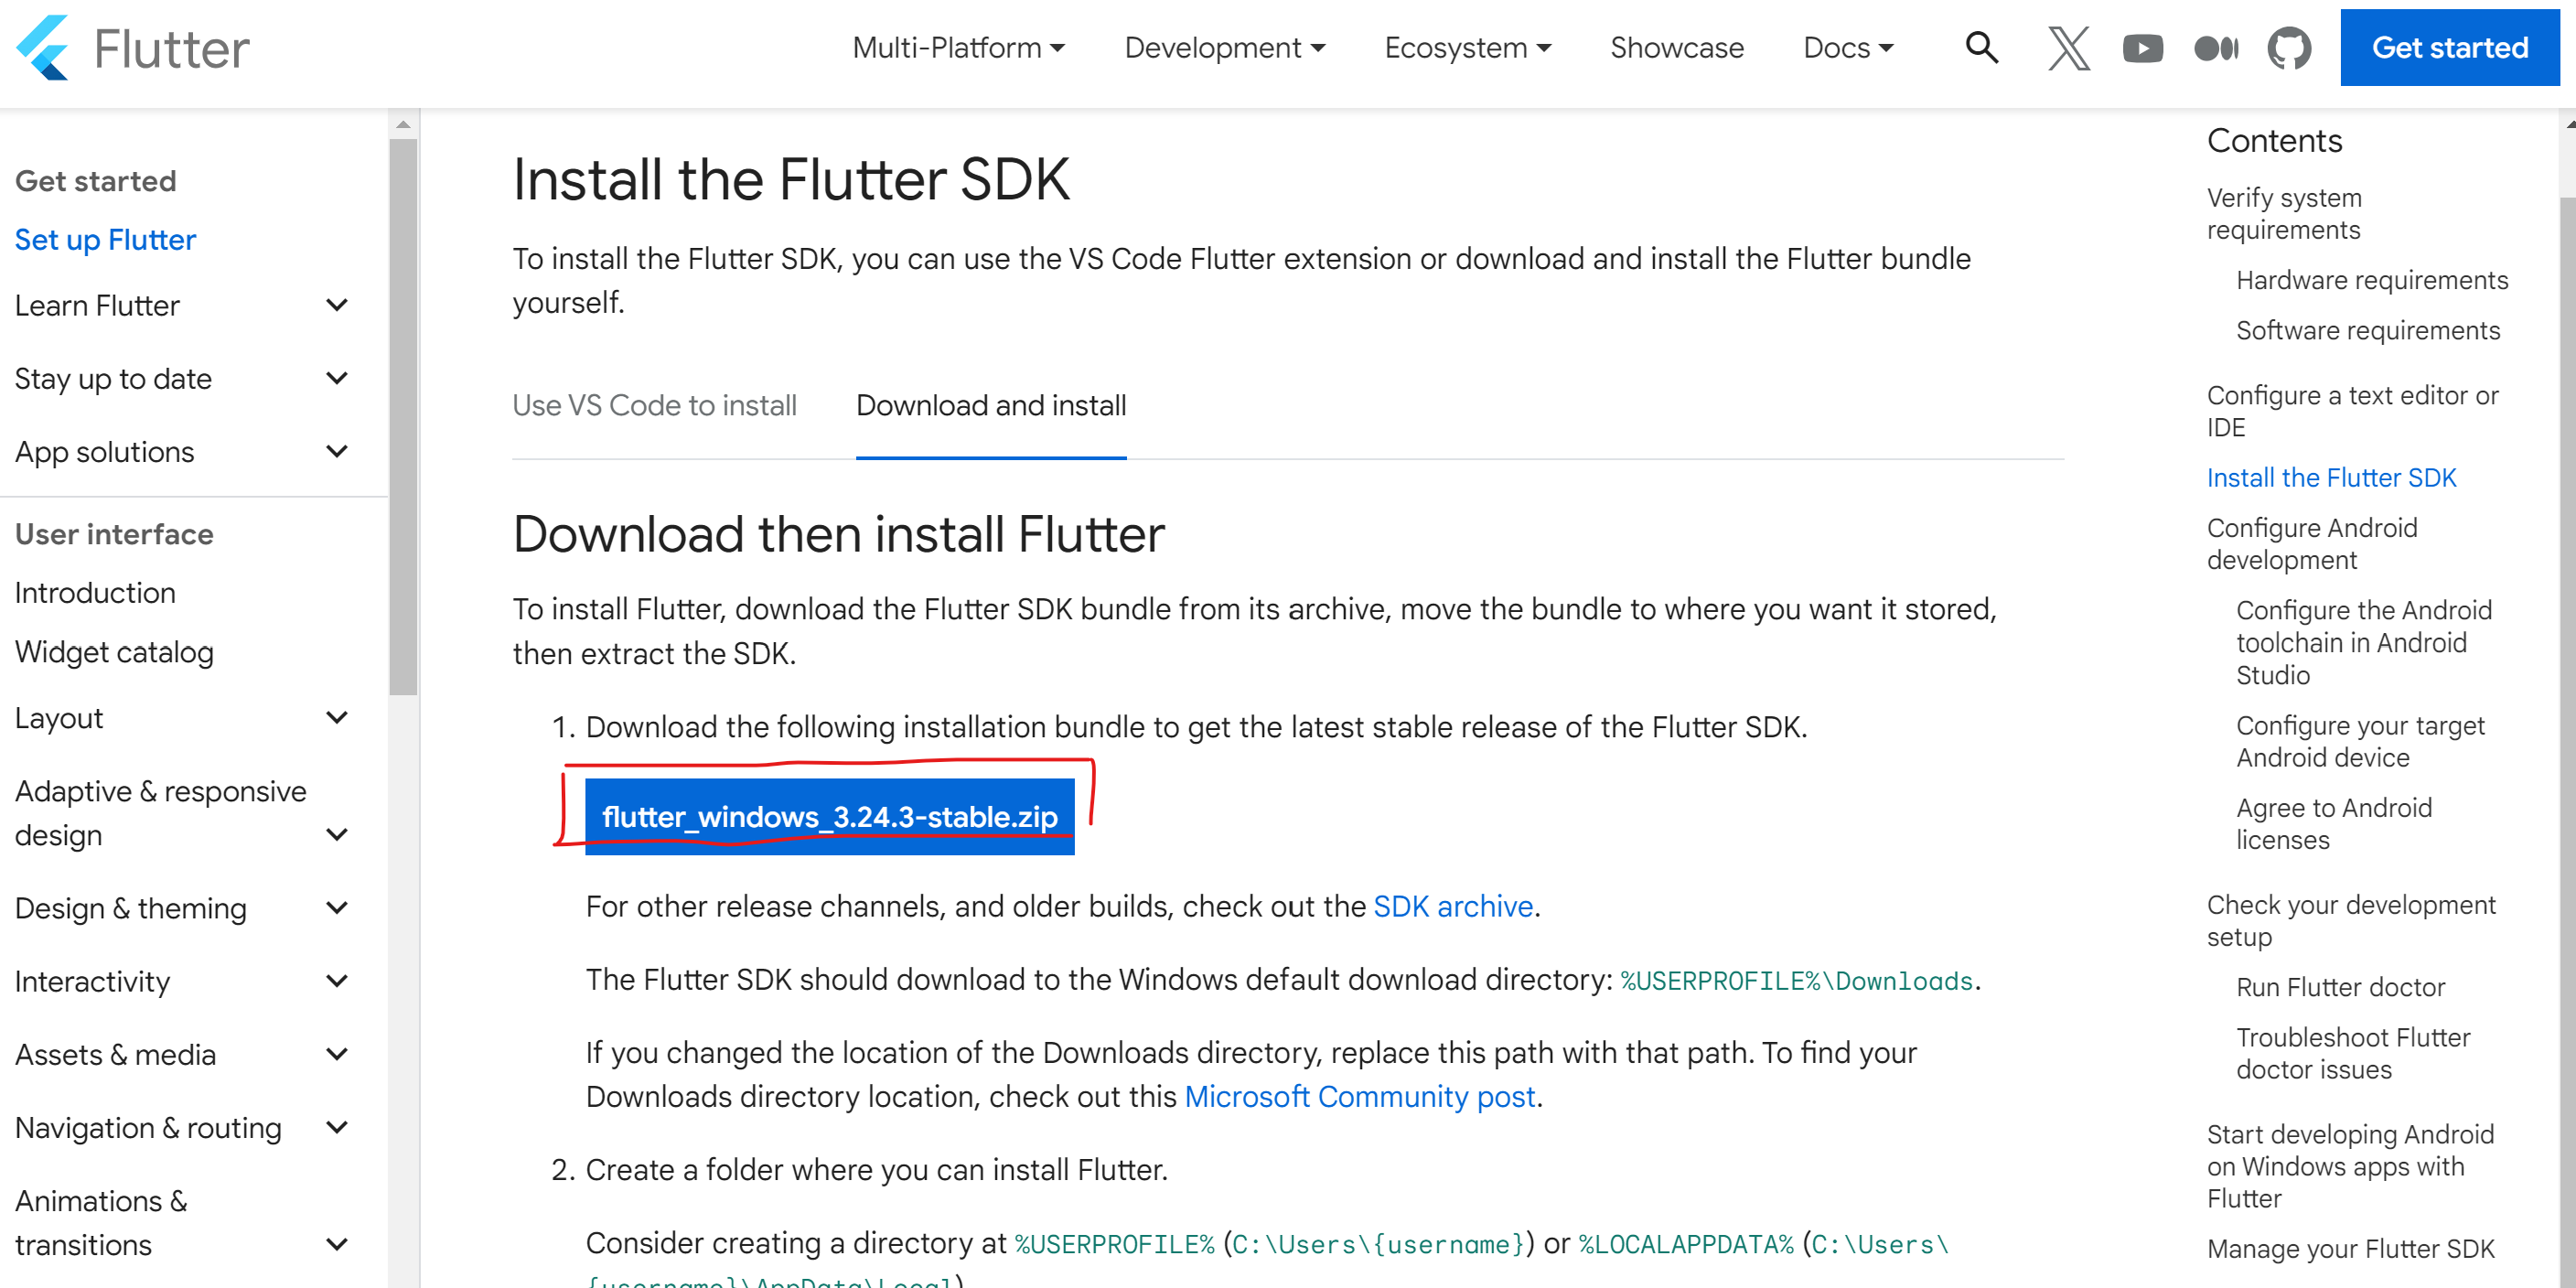 Flutter
Multi-Platform
Development
Ecosystem
Showcase
Docs
Get started
Get started
Set up Flutter
Learn Flutter
Stay up to date
App solutions
User interface
Introduction
Widget catalog
Layout
Adaptive & responsive
design
Design & theming
Interactivity
Assets & media
Navigation & routing
Animations &
transitions
Install the Flutter SDK
To install the Flutter SDK, you can use the VS Code Flutter extension or download and install the Flutter bundle
yourself.
Use VS Code to install
Download and install
Download then install Flutter
To install Flutter, download the Flutter SDK bundle from its archive, move the bundle to where you want it stored,
then extract the SDK.
1. Download the following installation bundle to get the latest stable release of the Flutter SDK.
flutter_windows_3.24.3-stable.zip
For other release channels, and older builds, check out the SDK archive.
The Flutter SDK should download to the Windows default download directory: %USERPROFILE%\Downloads.
If you changed the location of the Downloads directory, replace this path with that path. To find your
Downloads directory location, check out this Microsoft Community post.
2. Create a folder where you can install Flutter.
Consider creating a directory at %USERPROFILE% (C:\Users\{username}) or %LOCALAPPDATA% (C:\Users\
{username}\AppData\Local)
Contents
Verify system
requirements
Hardware requirements
Software requirements
Configure a text editor or
IDE
Install the Flutter SDK
Configure Android
development
Configure the Android
toolchain in Android
Studio
Configure your target
Android device
Agree to Android
licenses
Check your development
setup
Run Flutter doctor
Troubleshoot Flutter
doctor issues
Start developing Android
on Windows apps with
Flutter
Manage your Flutter SDK